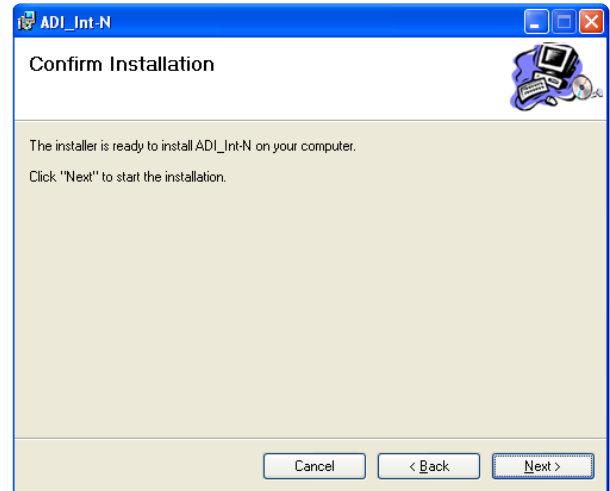 ADI_Int-N
Confirm Installation
The installer is ready to install ADI_Int-N on your computer.
Click "Next" to start the installation.
Cancel
< Back
Next >